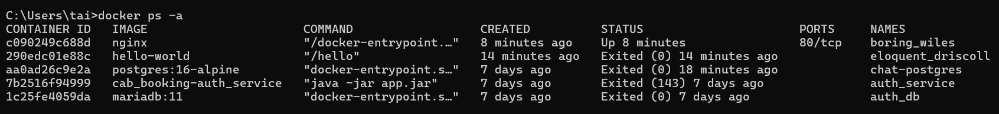 C:\Users\tai>docker ps -a
CONTAINER ID   IMAGE                       COMMAND                  CREATED          STATUS                      PORTS     NAMES
c090249c688d   nginx                       "/docker-entrypoint.…"   8 minutes ago    Up 8 minutes                80/tcp    boring_wiles
290edc01e88c   hello-world                 "/hello"                 14 minutes ago   Exited (0) 14 minutes ago             eloquent_driscoll
aa0ad26c9e2a   postgres:16-alpine          "docker-entrypoint.s…"   7 days ago       Exited (0) 18 minutes ago             chat-postgres
7b2516f94999   cab_booking-auth_service    "java -jar app.jar"      7 days ago       Exited (143) 7 days ago               auth_service
1c25fe4059da   mariadb:11                  "docker-entrypoint.s…"   7 days ago       Exited (0) 7 days ago                 auth_db